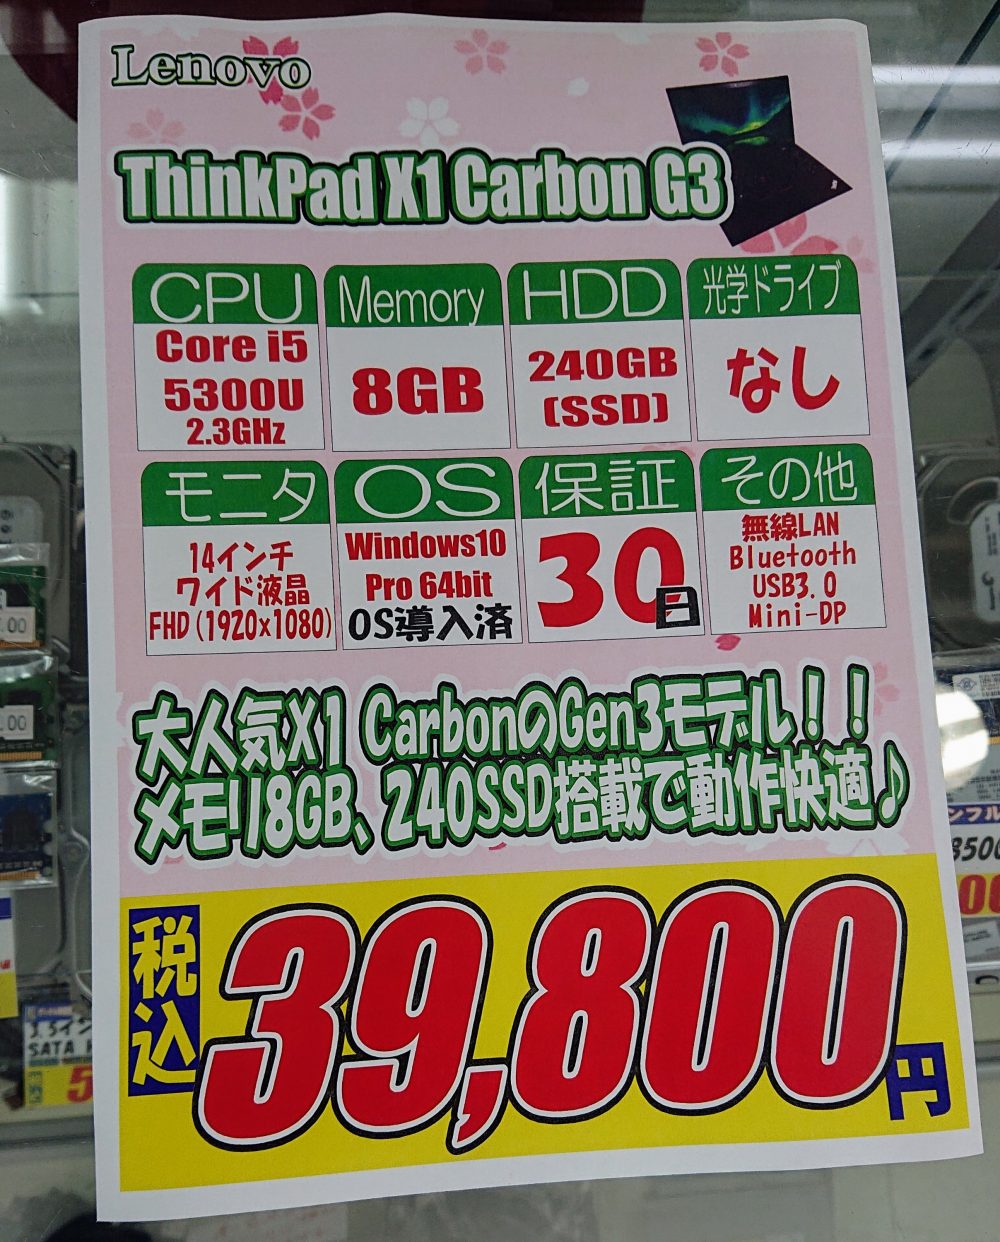 Lenovo
ThinkPad X1 Carbon G3
CPU
Core i5
5300U
2.3GHz
Memory
8GB
HDD
240GB
(SSD)
光学ドライブ
なし
モニタ
14インチ
ワイド液晶
FHD(1920x1080)
OS
Windows10
Pro 64bit
OS導入済
保証
30日
その他
無線LAN
Bluetooth
USB3.0
Mini-DP
大人気X1 CarbonのGen3モデル！！
メモリ8GB、240SSD搭載で動作快適♪
税込
39,800円
.00
.00
SATA
5